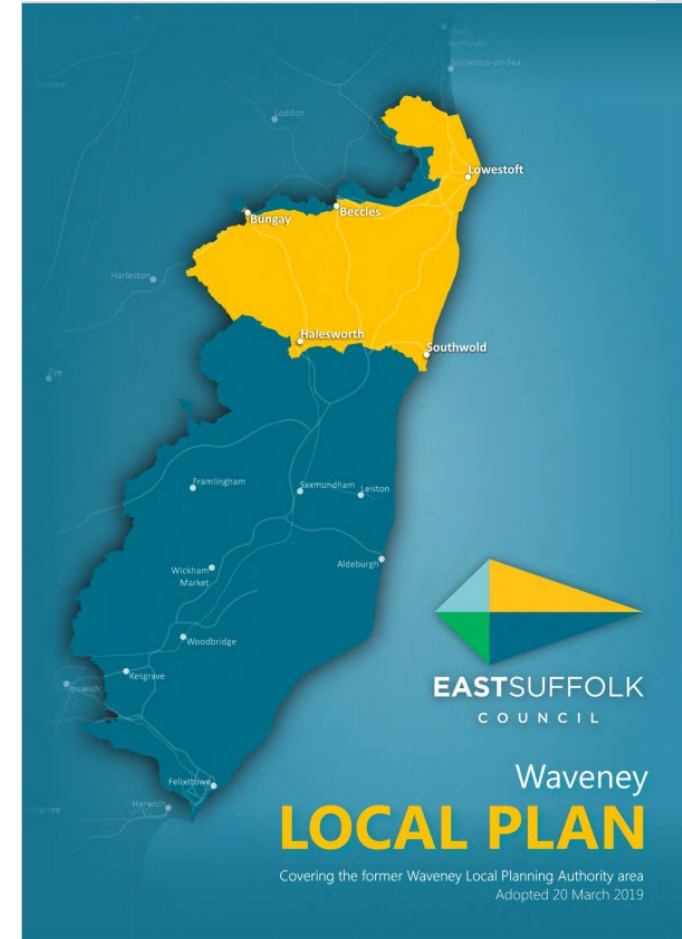 Gorleston-on-Sea
Loddon
Lowestoft
Beccles
Bungay
Harleston
Halesworth
Southwold
Eye
Framlingham
Saxmundham
Leiston
Aldeburgh
Wickham
Market
Woodbridge
Kesgrave
Ipswich
Felixstowe
Harwich
EASTSUFFOLK
COUNCIL
Waveney
LOCAL PLAN
Covering the former Waveney Local Planning Authority area
Adopted 20 March 2019